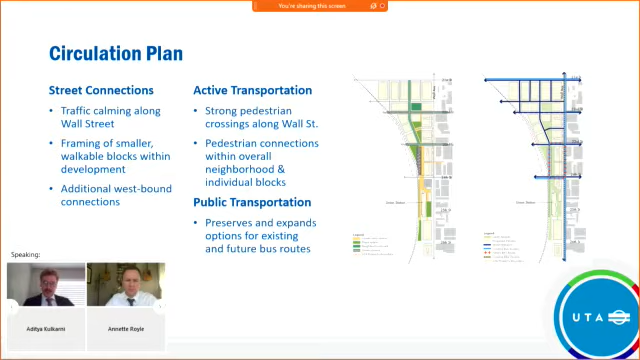 You're sharing this screen
Circulation Plan
Street Connections
• Traffic calming along
Wall Street
• Framing of smaller,
walkable blocks within
development
• Additional west-bound
connections
Active Transportation
• Strong pedestrian
crossings along Wall St.
• Pedestrian connections
within overall
neighborhood &
individual blocks
Public Transportation
• Preserves and expands
options for existing
and future bus routes
Speaking:
Aditya Kulkarni
Annette Royle
UTA